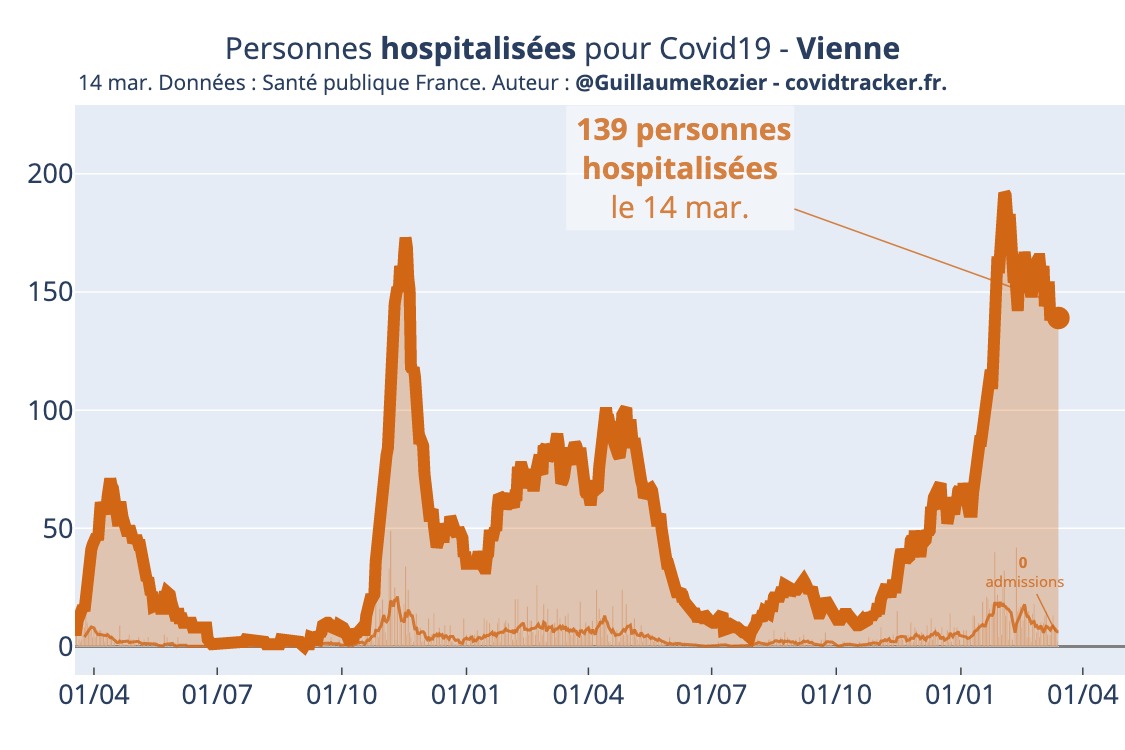 Personnes hospitalisées pour Covid19 - Vienne
14 mar. Données : Santé publique France. Auteur : @GuillaumeRozier - covidtracker.fr.
139 personnes
hospitalisées
le 14 mar.
200
150
100
50
0
0
admissions
01/04 01/07 01/10 01/01 01/04 01/07 01/10 01/01 01/04